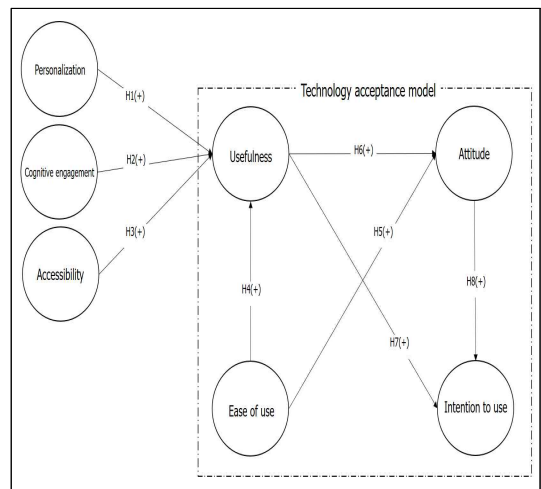 Personalization
H1(+)
Technology acceptance model
Cognitive engagement
H2(+)
Usefulness
H6(+)
Attitude
Accessibility
H3(+)
H5(+)
H4(+)
H8(+)
H7(+)
Ease of use
Intention to use